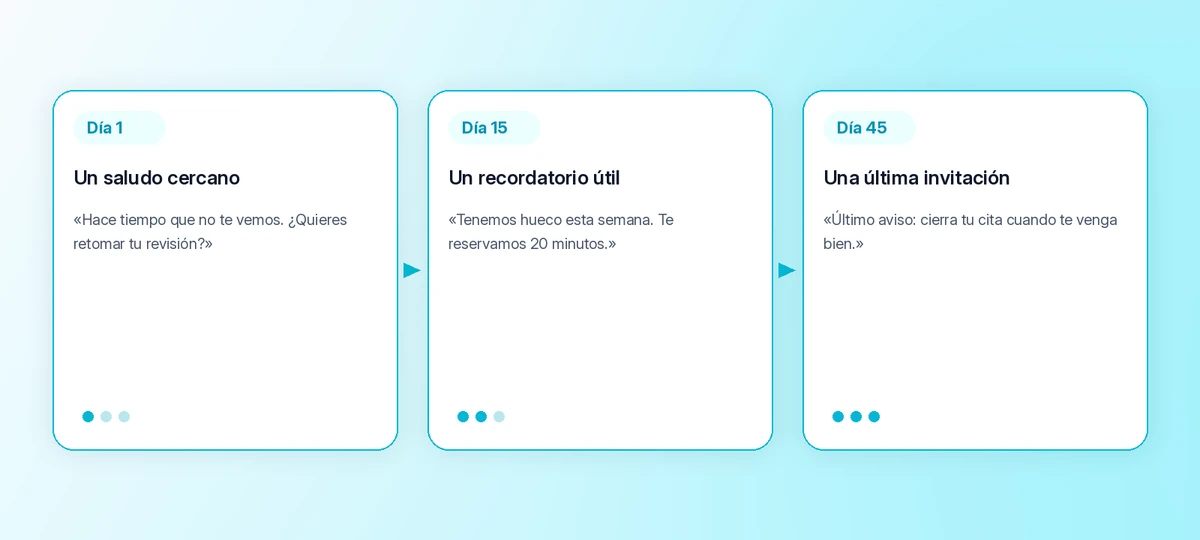 Día 1
Un saludo cercano
«Hace tiempo que no te vemos. ¿Quieres
retomar tu revisión?»
Día 15
Un recordatorio útil
«Tenemos hueco esta semana. Te
reservamos 20 minutos.»
Día 45
Una última invitación
«Último aviso: cierra tu cita cuando te venga
bien.»